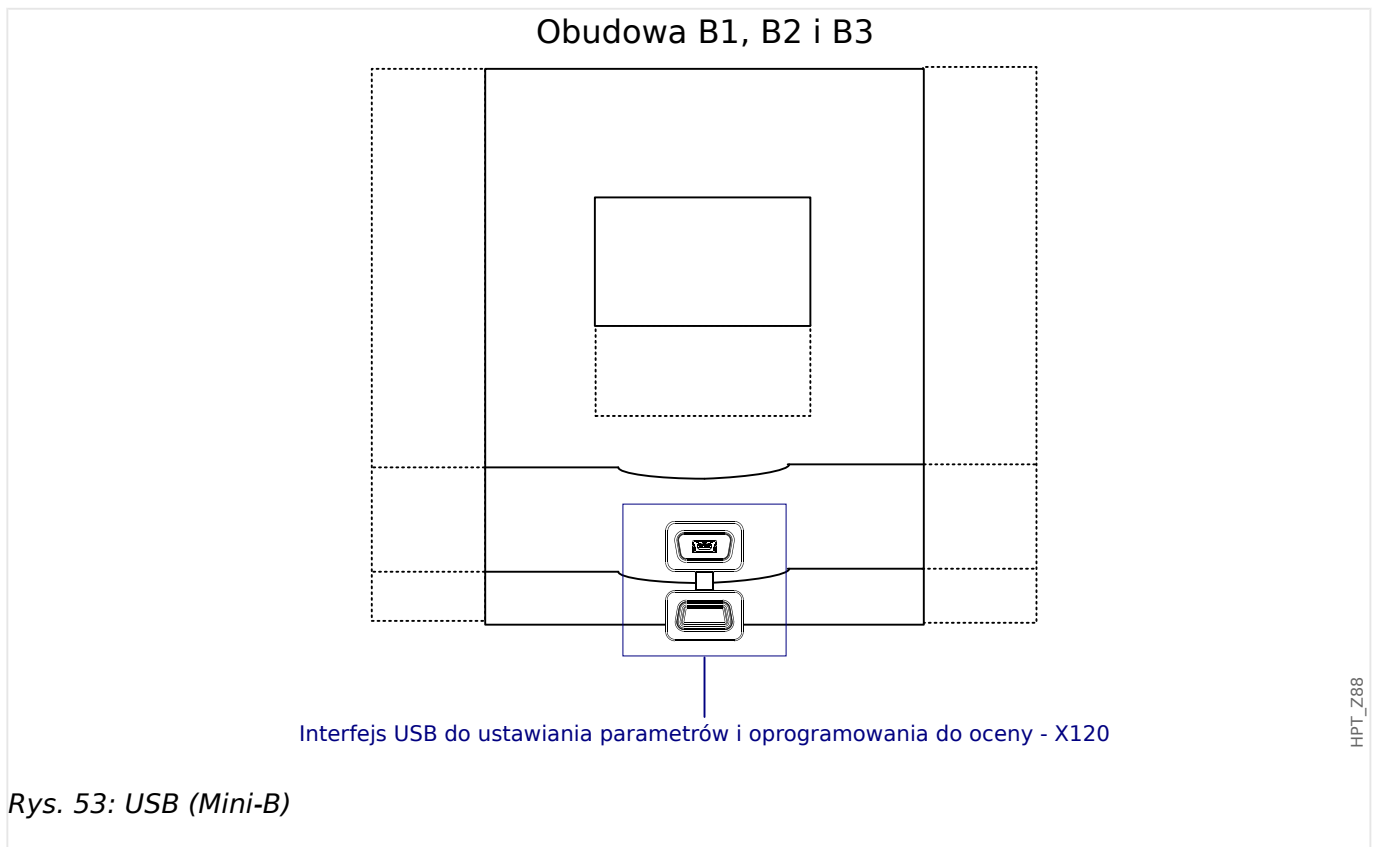 Obudowa B1, B2 i B3
Interfejs USB do ustawiania parametrów i oprogramowania do oceny - X120
HPT_Z88
Rys. 53: USB (Mini-B)